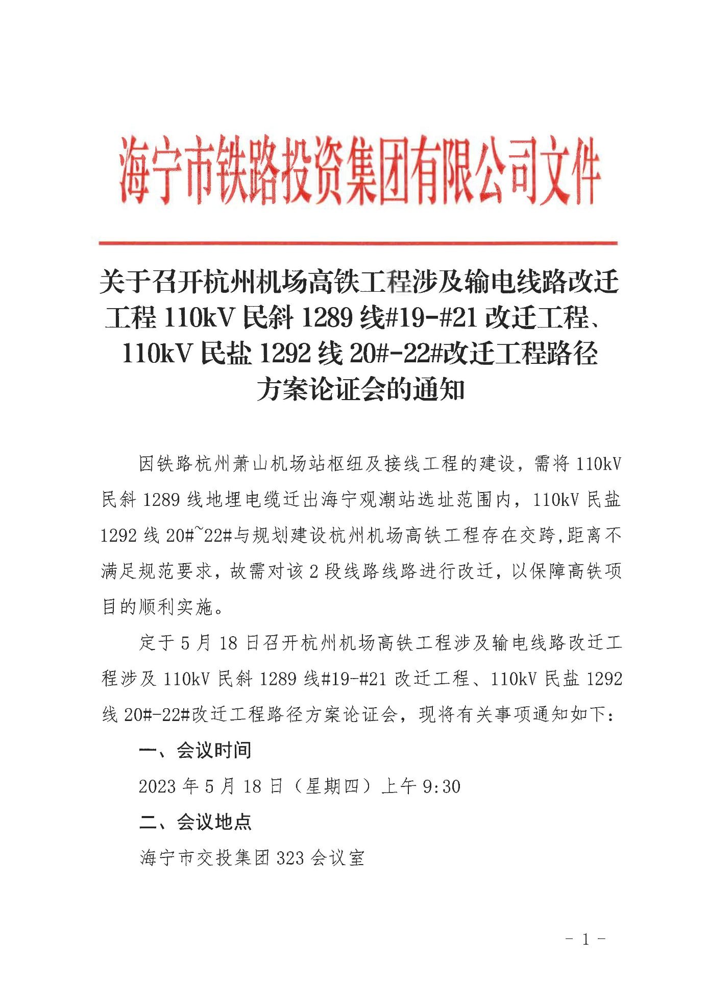 海宁市铁路投资集团有限公司文件
关于召开杭州机场高铁工程涉及输电线路改迁
工程 110kV 民斜 1289 线#19-#21 改迁工程、
110kV 民盐 1292 线 20#-22#改迁工程路径
方案论证会的通知
因铁路杭州萧山机场站枢纽及接线工程的建设，需将 110kV
民斜 1289 线地埋电缆迁出海宁观潮站选址范围内，110kV 民盐
1292 线 20#~22#与规划建设杭州机场高铁工程存在交跨,距离不
满足规范要求，故需对该 2 段线路线路进行改迁，以保障高铁项
目的顺利实施。
定于 5 月 18 日召开杭州机场高铁工程涉及输电线路改迁工
程涉及 110kV 民斜 1289 线#19-#21 改迁工程、110kV 民盐 1292
线 20#-22#改迁工程路径方案论证会，现将有关事项通知如下：
一、会议时间
2023 年 5 月 18 日（星期四）上午 9:30
二、会议地点
海宁市交投集团 323 会议室
- 1 -